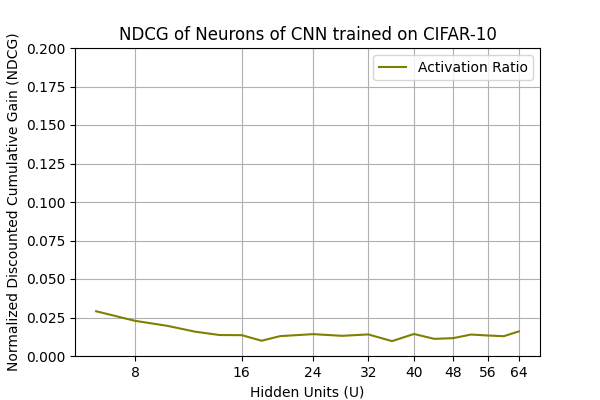 NDCG of Neurons of CNN trained on CIFAR-10
Normalized Discounted Cumulative Gain (NDCG)
0.200
0.175
0.150
0.125
0.100
0.075
0.050
0.025
0.000
Activation Ratio
8 16 24 32 40 48 56 64
Hidden Units (U)